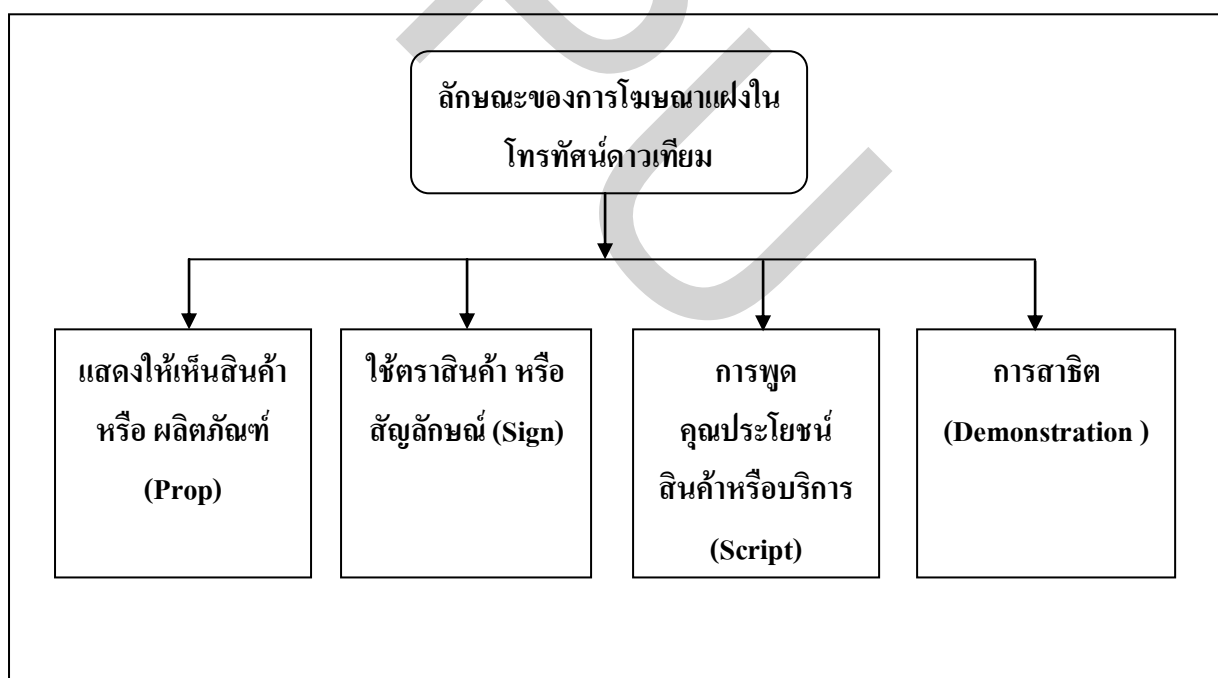 ลักษณะของการโฆษณาแฝงใน
โทรทัศน์ดาวเทียม
แสดงให้เห็นสินค้า
หรือ ผลิตภัณฑ์
(Prop)
ใช้ตราสินค้า หรือ
สัญลักษณ์ (Sign)
การพูด
คุณประโยชน์
สินค้าหรือบริการ
(Script)
การสาธิต
(Demonstration )